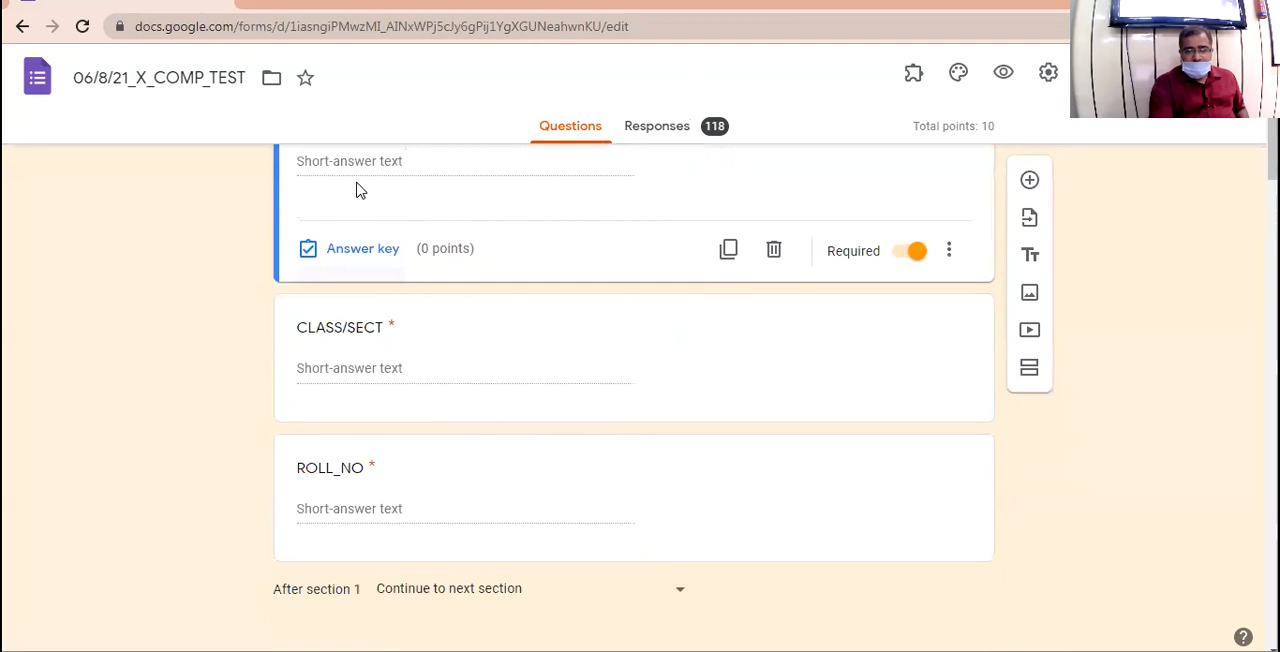 docs.google.com/forms/d/1iasngiPMwzMI_AINxWPj5cJy6gPij1YgXGUNeahwnKU/edit
06/8/21_X_COMP_TEST
Questions Responses 118 Total points: 10
Short-answer text
Answer key (0 points) Required
CLASS/SECT *
Short-answer text
ROLL_NO *
Short-answer text
After section 1 Continue to next section